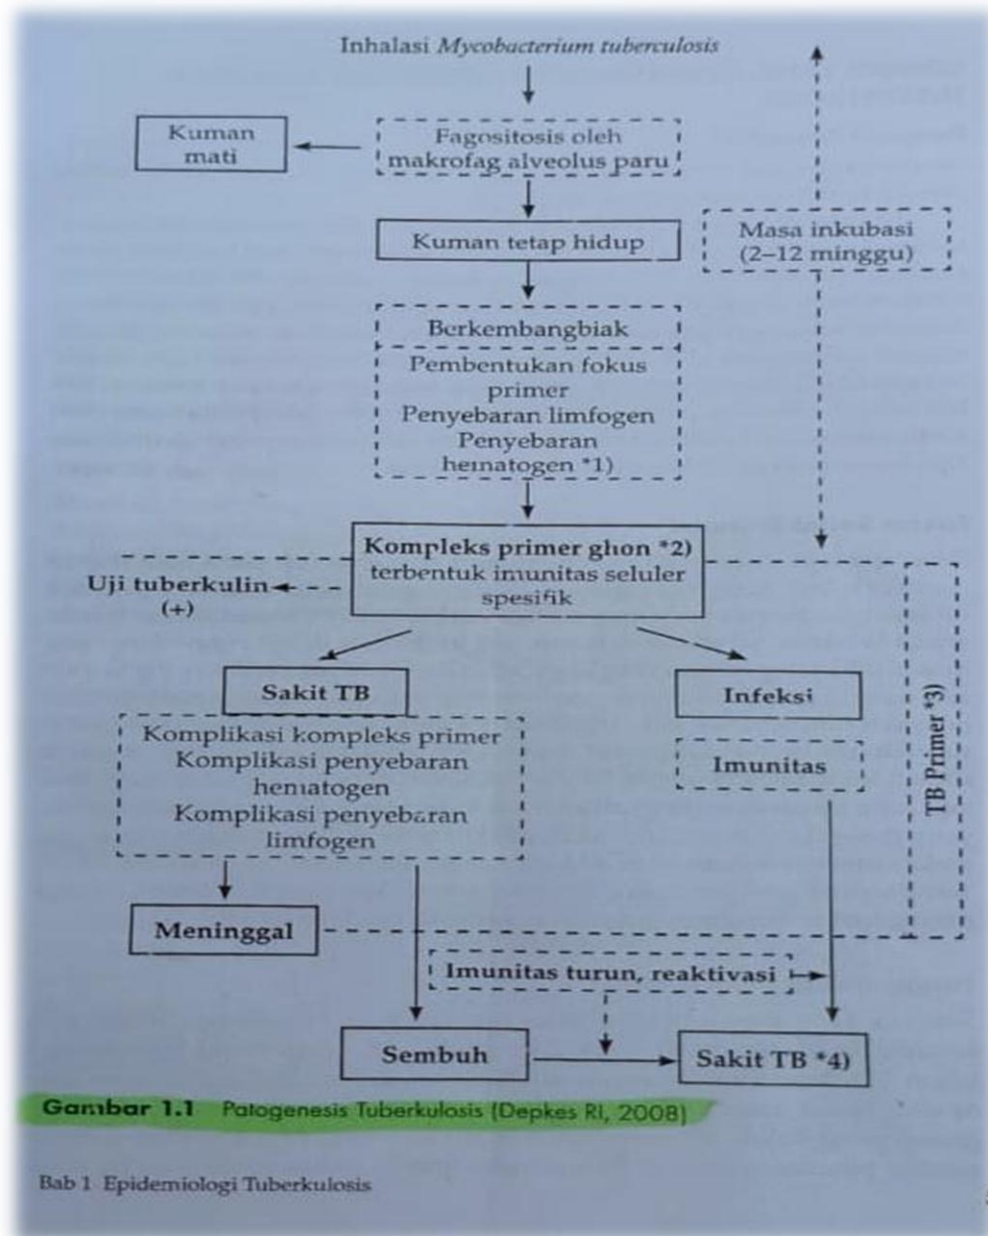 Inhalasi Mycobacterium tuberculosis
Kuman
mati
Fagositosis oleh
makrofag alveolus paru
Kuman tetap hidup
Masa inkubasi
(2–12 minggu)
Berkembangbiak
Pembentukan fokus
primer
Penyebaran limfogen
Penyebaran
hematogen *1)
Kompleks primer ghon *2)
terbentuk imunitas seluler
spesifik
Uji tuberkulin
(+)
Sakit TB
Komplikasi kompleks primer
Komplikasi penyebaran
hematogen
Komplikasi penyebaran
limfogen
Infeksi
Imunitas
TB Primer *3)
Meninggal
Imunitas turun, reaktivasi
Sembuh
Sakit TB *4)
Gambar 1.1 Patogenesis Tuberkulosis (Depkes RI, 2008)
Bab 1 Epidemiologi Tuberkulosis